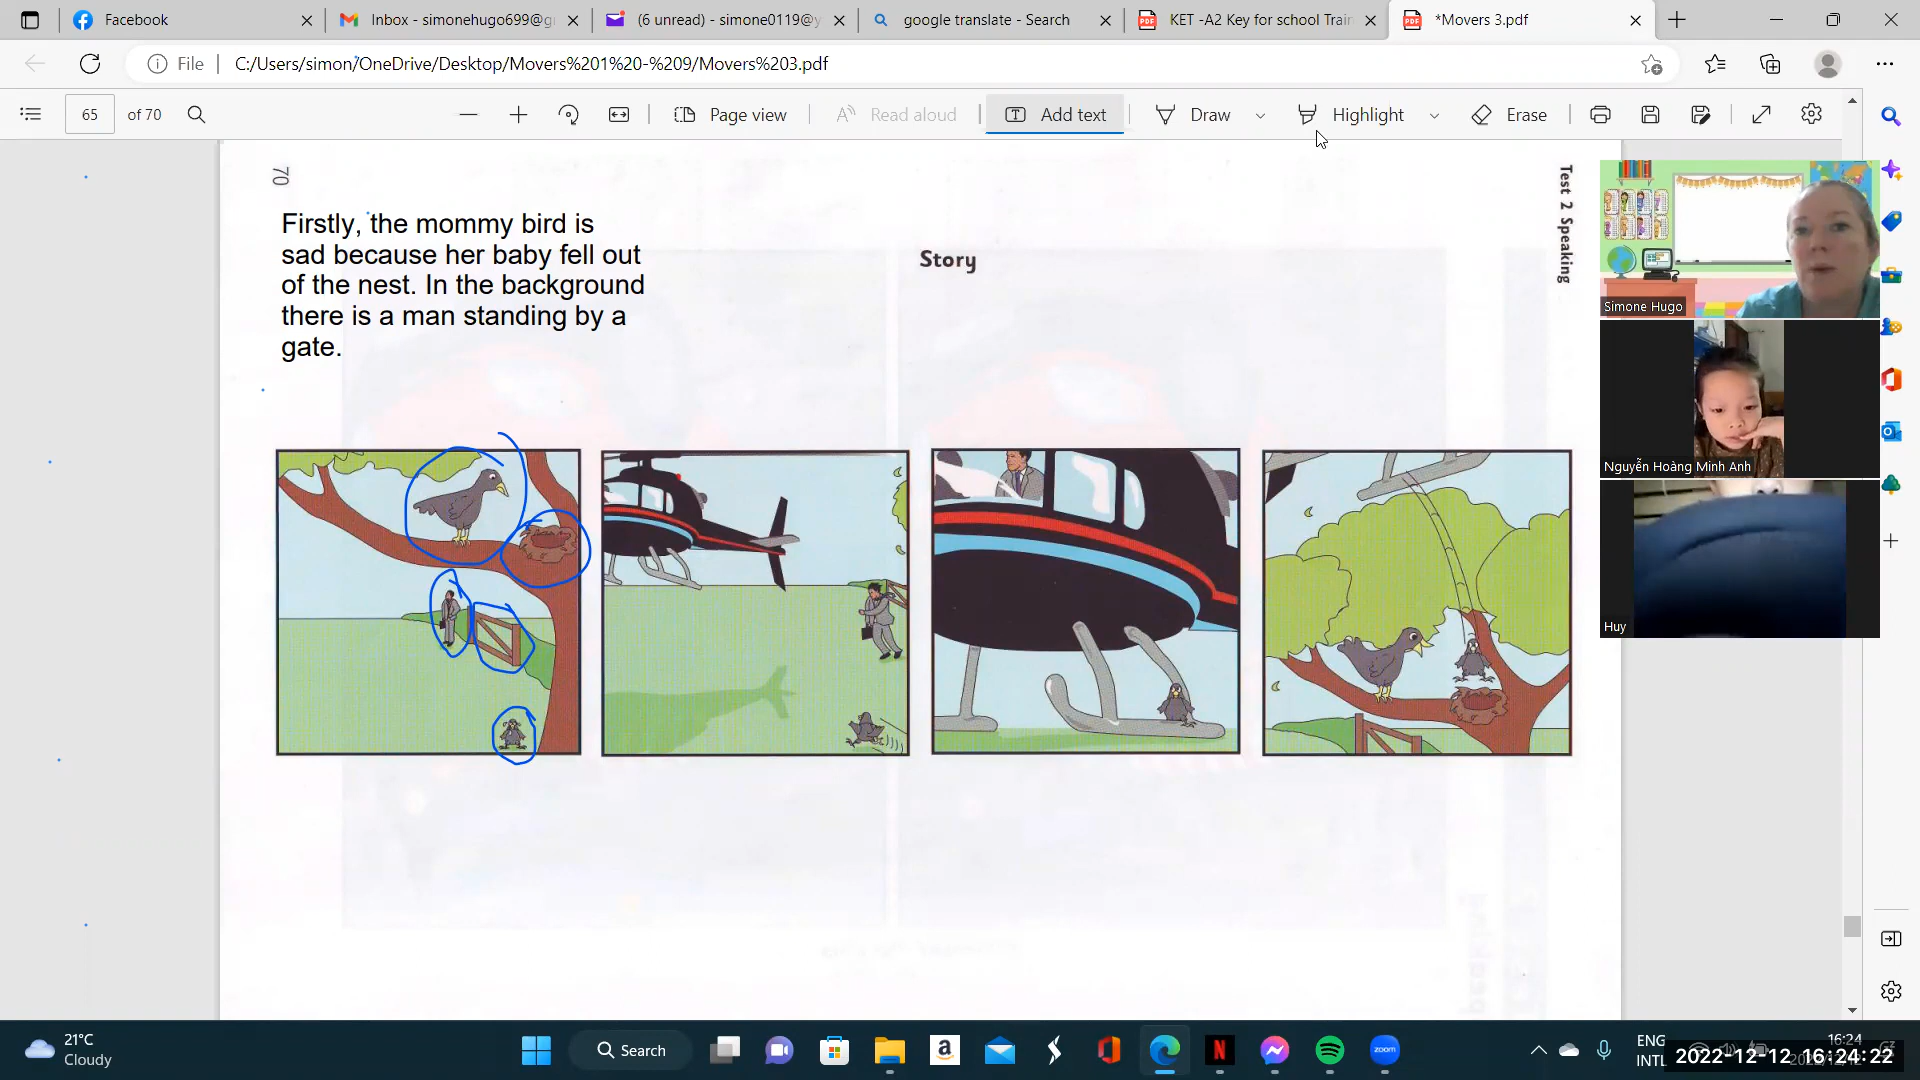 Facebook
Inbox - simonehugo699@g
(6 unread) - simone0119@y
google translate - Search
KET -A2 Key for school Train
*Movers 3.pdf
File
C:/Users/simon/OneDrive/Desktop/Movers%201%20-%209/Movers%203.pdf
65
of 70
Page view
Read aloud
Add text
Draw
Highlight
Erase
70
Test 2 Speaking
Firstly, the mommy bird is
sad because her baby fell out
of the nest. In the background
there is a man standing by a
gate.
Story
Simone Hugo
Nguyễn Hoàng Minh Anh
Huy
21°C
Cloudy
Search
zoom
ENG
INTL
16:24
2022-12-12 16:24:22